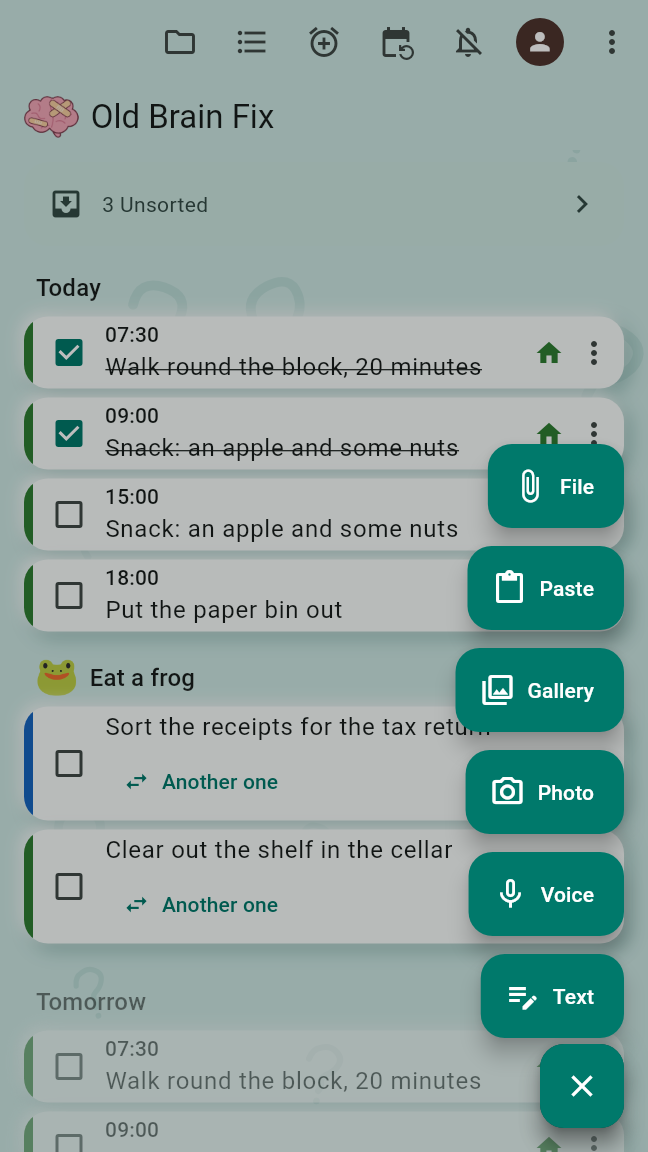 Old Brain Fix
3 Unsorted
Today
07:30
Walk round the block, 20 minutes
09:00
Snack: an apple and some nuts
15:00
Snack: an apple and some nuts
18:00
Put the paper bin out
Eat a frog
Sort the receipts for the tax return
Another one
Clear out the shelf in the cellar
Another one
Tomorrow
07:30
Walk round the block, 20 minutes
09:00
File
Paste
Gallery
Photo
Voice
Text